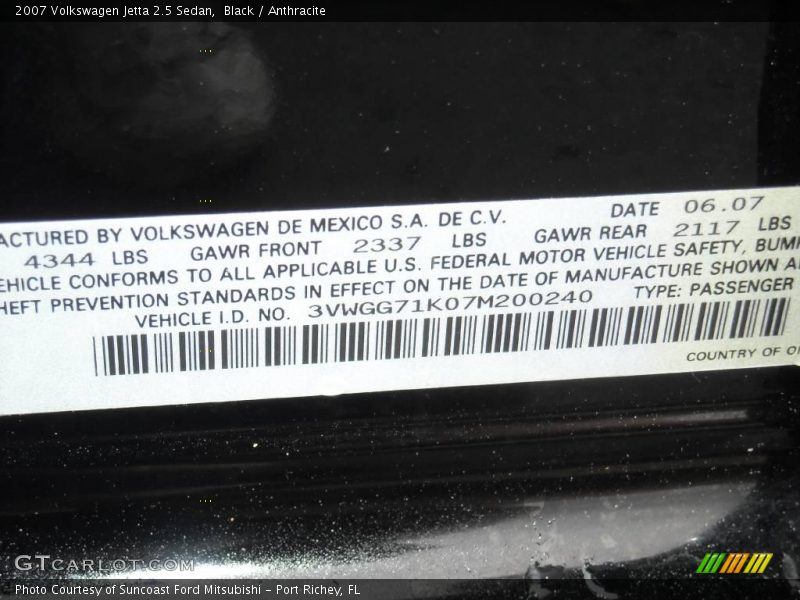 2007 Volkswagen Jetta 2.5 Sedan,  Black / Anthracite
ACTURED BY VOLKSWAGEN DE MEXICO S.A. DE C.V. DATE 06.07
4344 LBS GAWR FRONT 2337 LBS GAWR REAR 2117 LBS
EHICLE CONFORMS TO ALL APPLICABLE U.S. FEDERAL MOTOR VEHICLE SAFETY, BUMP
HEFT PREVENTION STANDARDS IN EFFECT ON THE DATE OF MANUFACTURE SHOWN A
VEHICLE I.D. NO. 3VWGG71K07M200240 TYPE: PASSENGER
COUNTRY OF O
GTcarlot.com
Photo Courtesy of Suncoast Ford Mitsubishi - Port Richey, FL